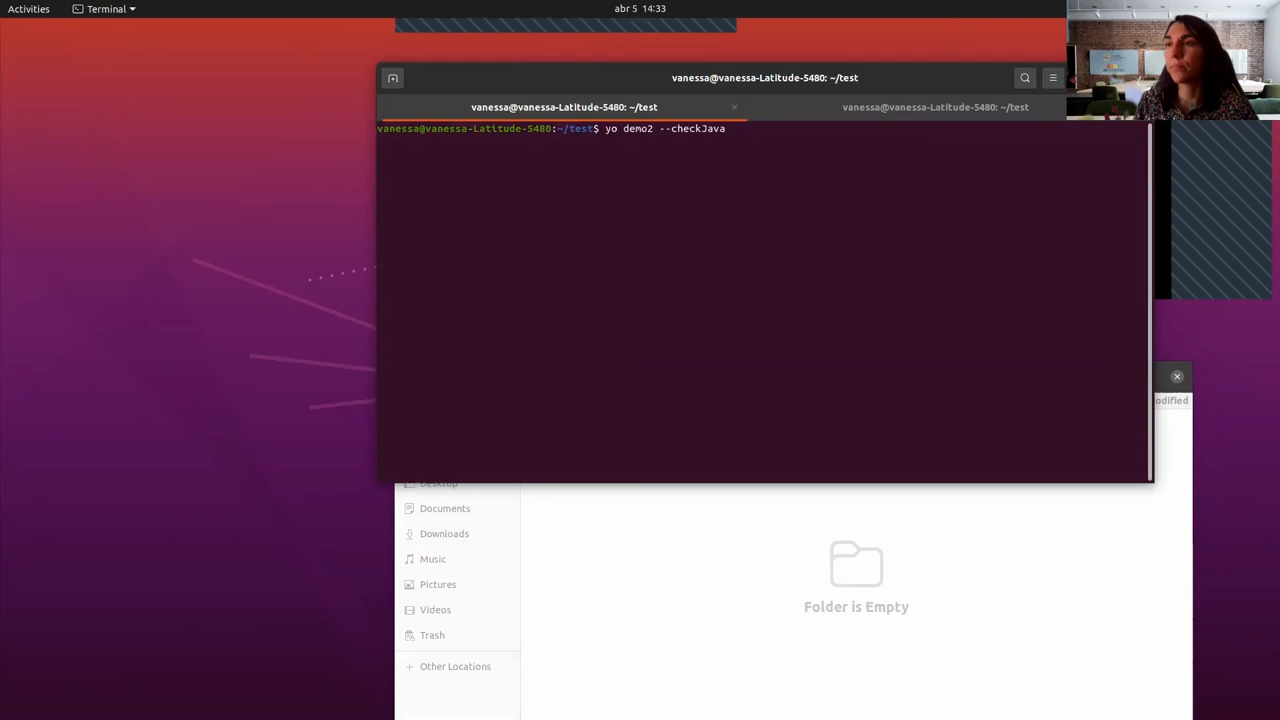 Activities
Terminal
abr 5 14:33
vanessa@vanessa-Latitude-5480: ~/test
vanessa@vanessa-Latitude-5480: ~/test
vanessa@vanessa-Latitude-5480: ~/test
vanessa@vanessa-Latitude-5480:~/test$ yo demo2 --checkJava
odified
Desktop
Documents
Downloads
Music
Pictures
Videos
Trash
Other Locations
Folder is Empty